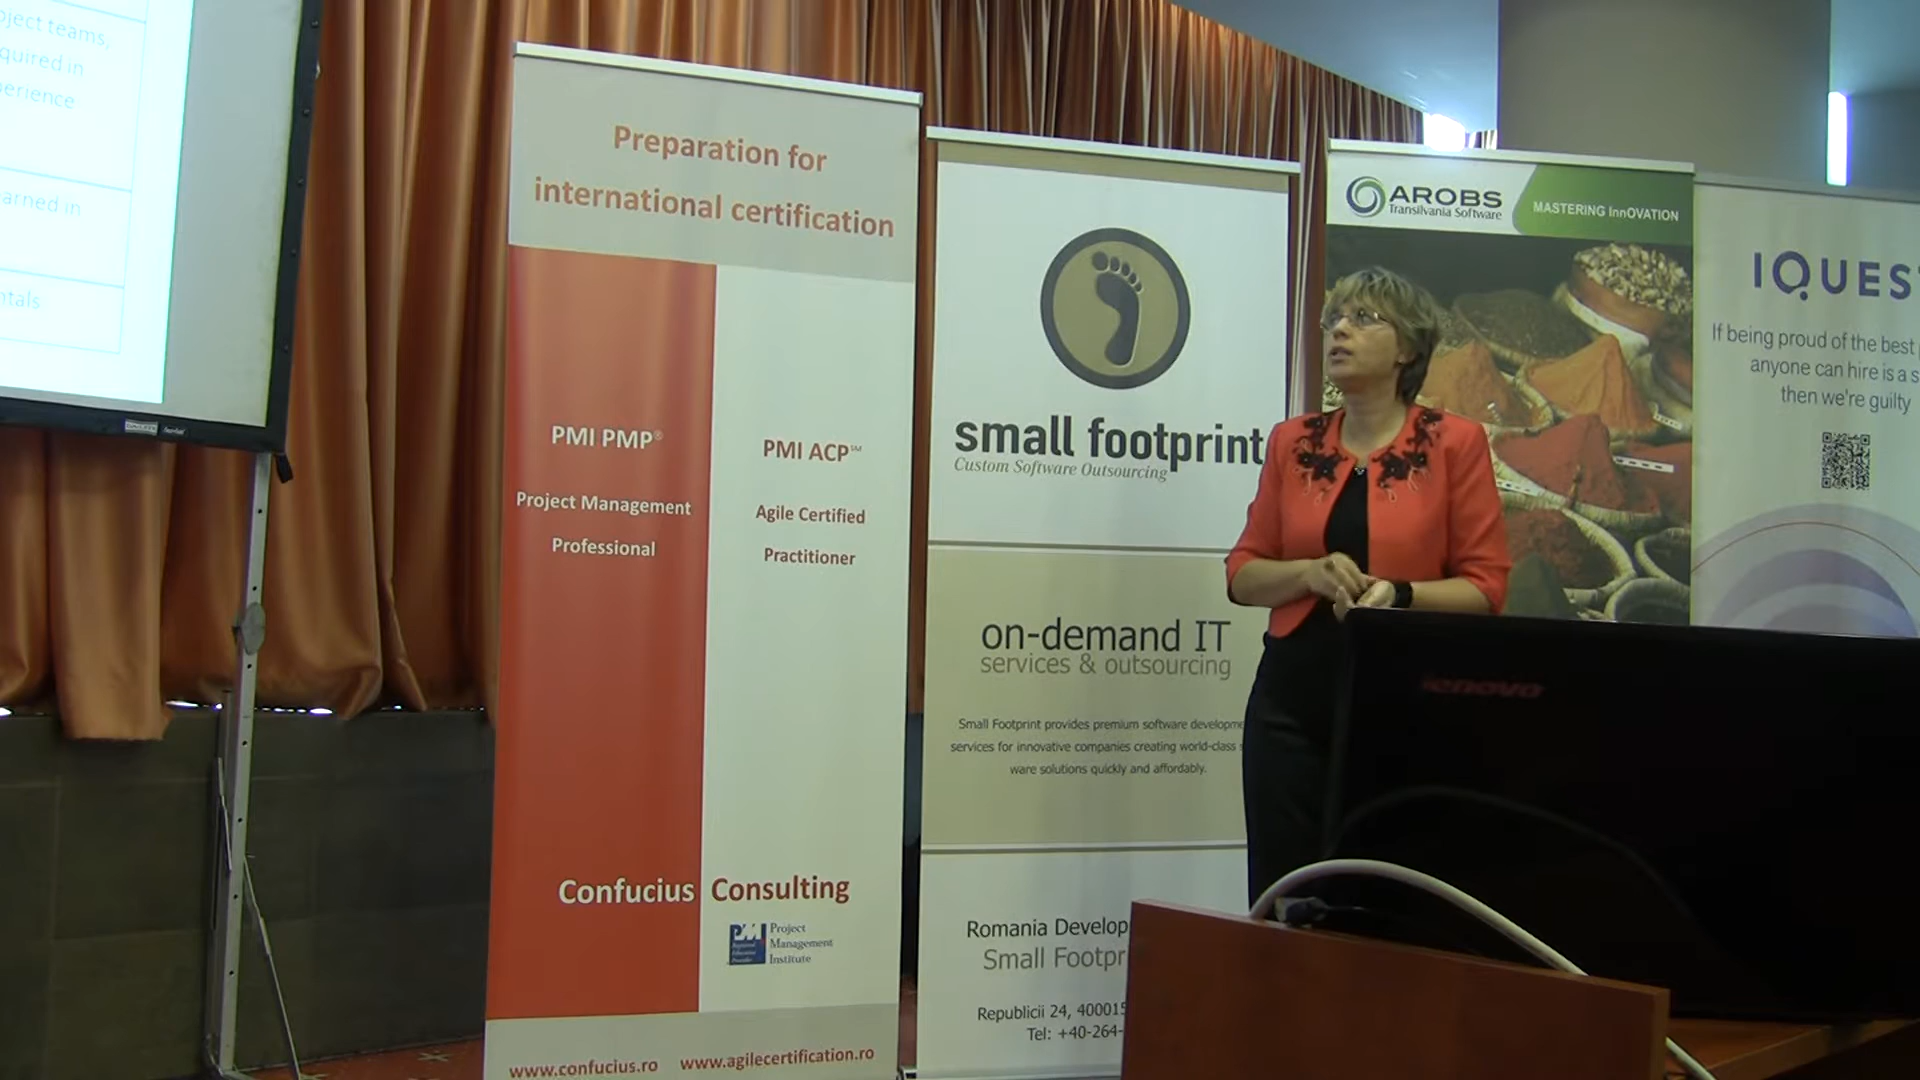 ject teams,
quired in
perience
arned in
ntals
Preparation for
international certification
PMI PMP®
Project Management
Professional
PMI ACP℠
Agile Certified
Practitioner
Confucius Consulting
PMI
Project
Management
Institute
www.confucius.ro www.agilecertification.ro
small footprint
Custom Software Outsourcing
on-demand IT
services & outsourcing
Small Footprint provides premium software developme
services for innovative companies creating world-class
ware solutions quickly and affordably.
Romania Develop
Small Footpr
Republicii 24, 400015
Tel: +40-264-
AROBS
Transilvania Software
MASTERING InnOVATION
IQUES
If being proud of the best
anyone can hire is a s
then we're guilty
lenovo